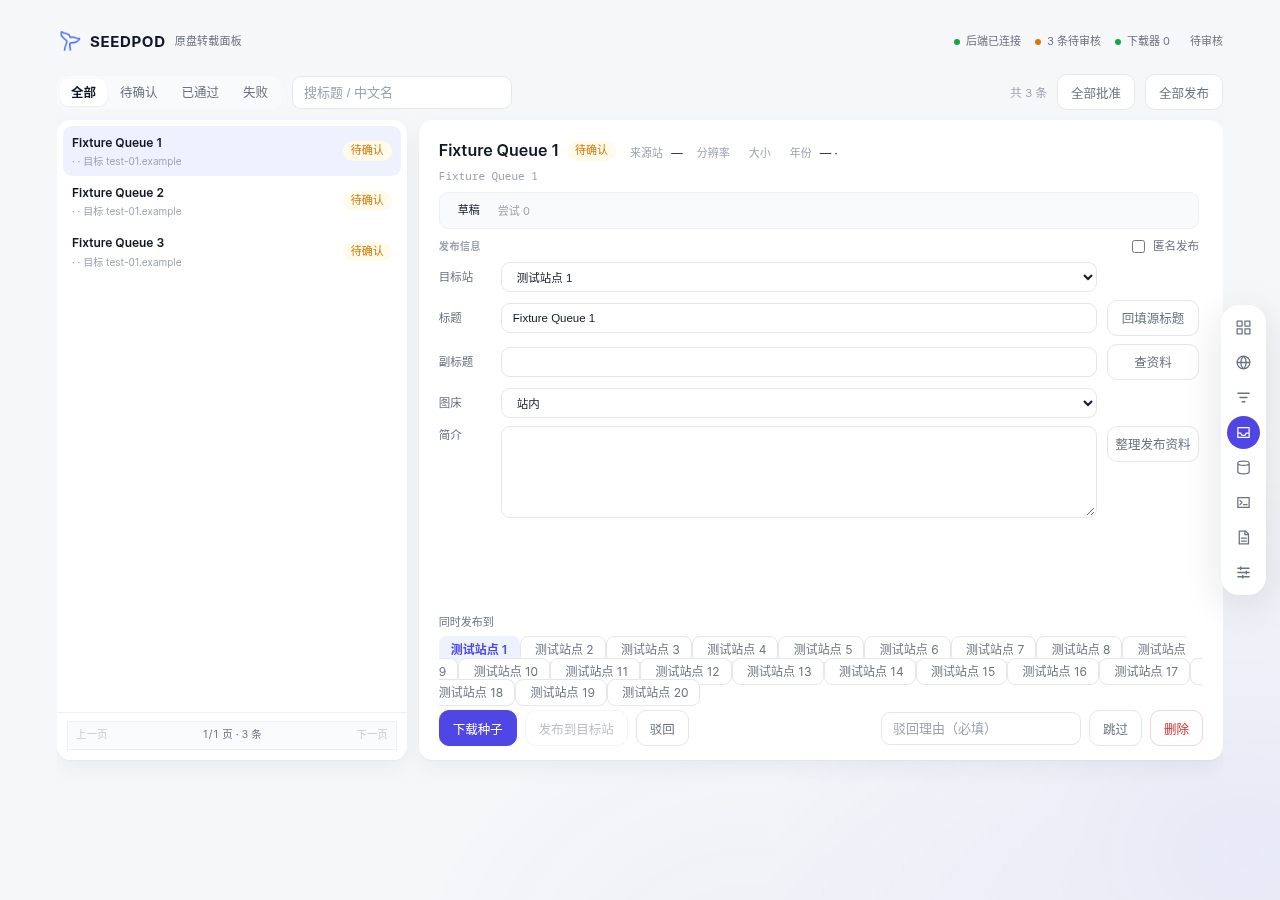 SEEDPOD 原盘转载面板
后端已连接 3 条待审核 下载器 0 待审核
全部 待确认 已通过 失败 搜标题 / 中文名
共 3 条 全部批准 全部发布
Fixture Queue 1 待确认
· · 目标 test-01.example
Fixture Queue 2 待确认
· · 目标 test-01.example
Fixture Queue 3 待确认
· · 目标 test-01.example
上一页 1/1 页 · 3 条 下一页
Fixture Queue 1 待确认 来源站 — 分辨率 大小 年份 — ·
Fixture Queue 1
草稿 尝试 0
发布信息 匿名发布
目标站 测试站点 1
标题 Fixture Queue 1 回填源标题
副标题 查资料
图床 站内
简介 整理发布资料
同时发布到
测试站点 1 测试站点 2 测试站点 3 测试站点 4 测试站点 5 测试站点 6 测试站点 7 测试站点 8 测试站点
9 测试站点 10 测试站点 11 测试站点 12 测试站点 13 测试站点 14 测试站点 15 测试站点 16 测试站点 17
测试站点 18 测试站点 19 测试站点 20
下载种子 发布到目标站 驳回 驳回理由（必填） 跳过 删除